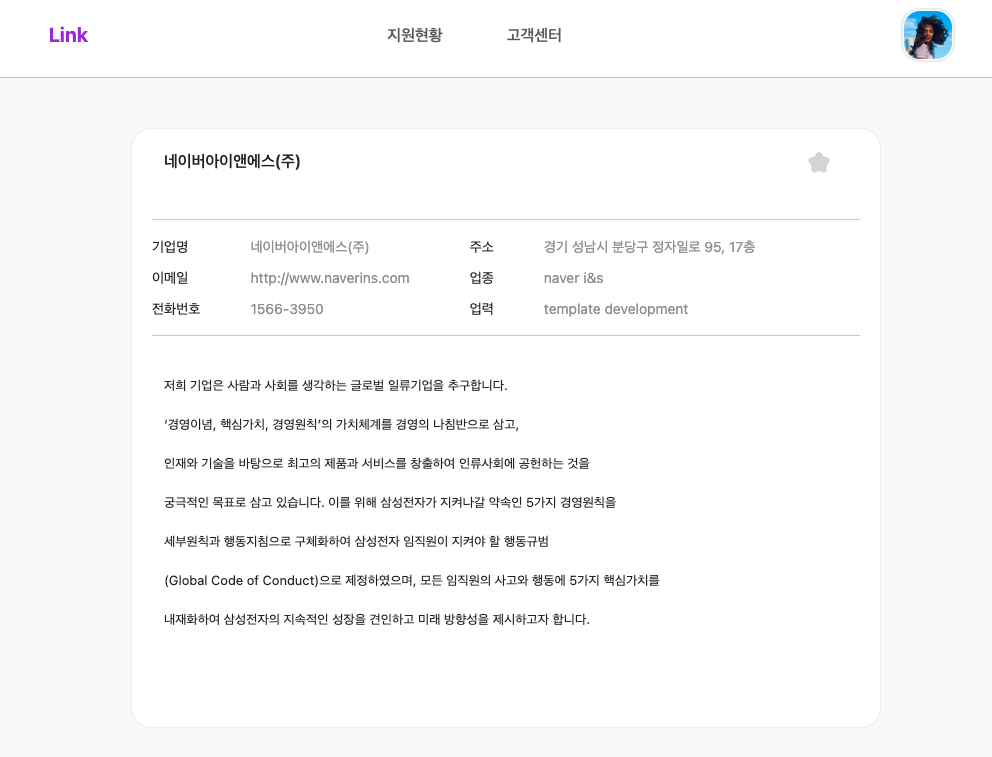 Link
지원현황
고객센터
네이버아이앤에스(주)
기업명 네이버아이앤에스(주) 주소 경기 성남시 분당구 정자일로 95, 17층
이메일 http://www.naverins.com 업종 naver i&s
전화번호 1566-3950 업력 template development
저희 기업은 사람과 사회를 생각하는 글로벌 일류기업을 추구합니다.
‘경영이념, 핵심가치, 경영원칙’의 가치체계를 경영의 나침반으로 삼고,
인재와 기술을 바탕으로 최고의 제품과 서비스를 창출하여 인류사회에 공헌하는 것을
궁극적인 목표로 삼고 있습니다. 이를 위해 삼성전자가 지켜나갈 약속인 5가지 경영원칙을
세부원칙과 행동지침으로 구체화하여 삼성전자 임직원이 지켜야 할 행동규범
(Global Code of Conduct)으로 제정하였으며, 모든 임직원의 사고와 행동에 5가지 핵심가치를
내재화하여 삼성전자의 지속적인 성장을 견인하고 미래 방향성을 제시하고자 합니다.